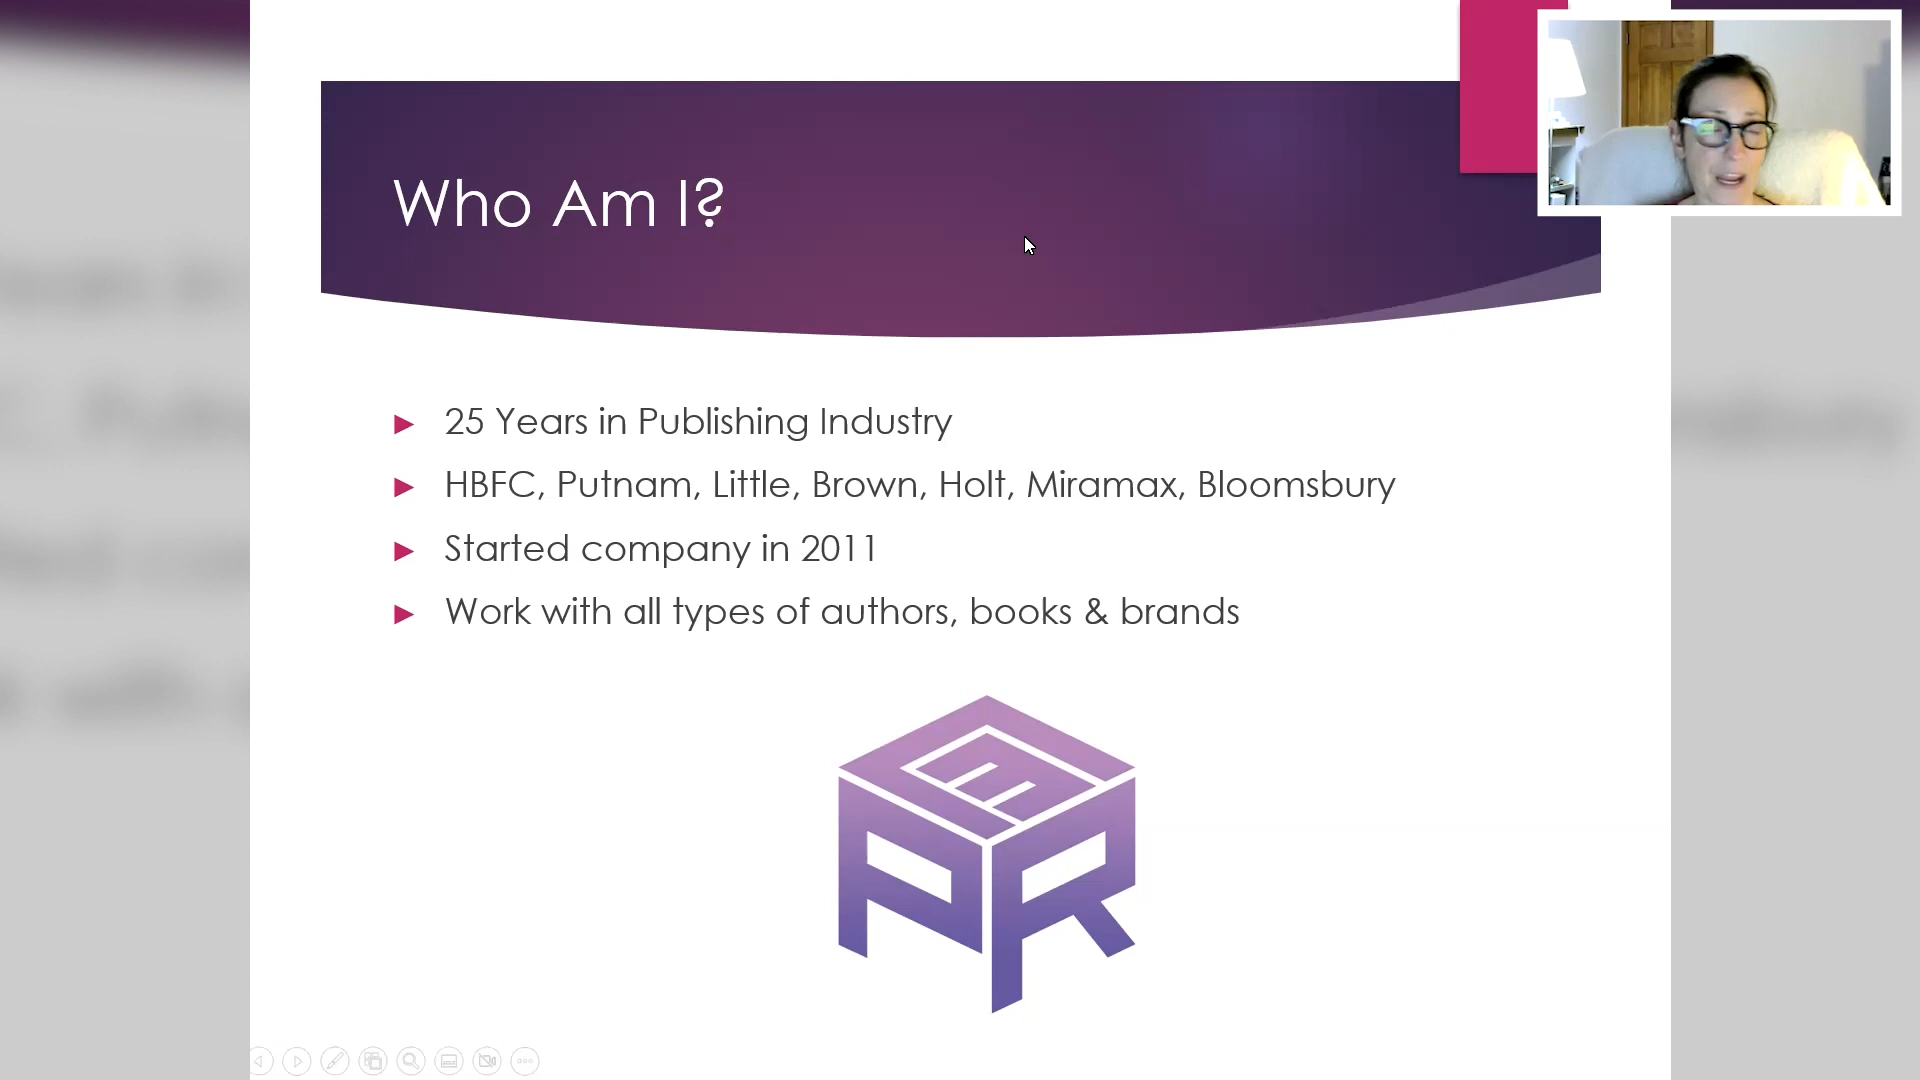 Who Am I?
25 Years in Publishing Industry
HBFC, Putnam, Little, Brown, Holt, Miramax, Bloomsbury
Started company in 2011
Work with all types of authors, books & brands
E
PR